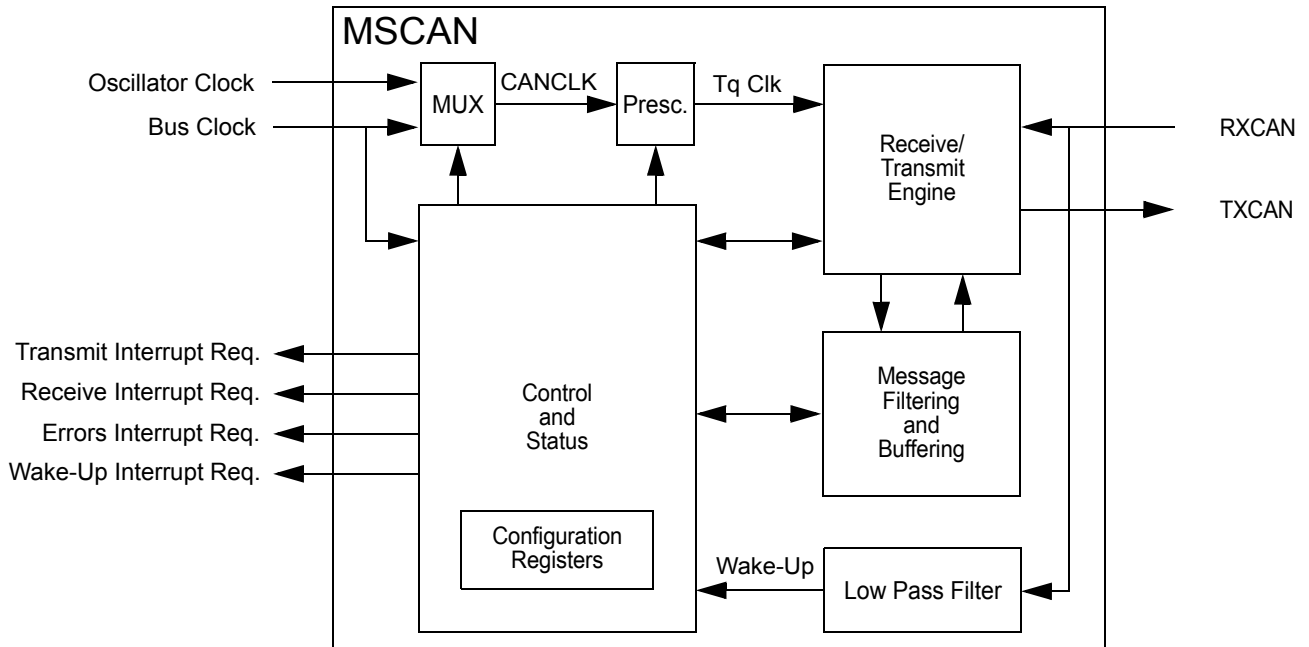 MSCAN
Oscillator Clock
Bus Clock
MUX
CANCLK
Presc.
Tq Clk
Receive/
Transmit
Engine
RXCAN
TXCAN
Transmit Interrupt Req.
Receive Interrupt Req.
Errors Interrupt Req.
Wake-Up Interrupt Req.
Control
and
Status
Message
Filtering
and
Buffering
Configuration
Registers
Wake-Up
Low Pass Filter